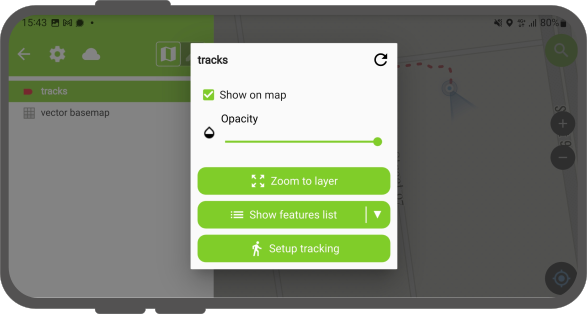 15:43
80%
tracks
Show on map
Opacity
Zoom to layer
Show features list
Setup tracking
tracks
vector basemap